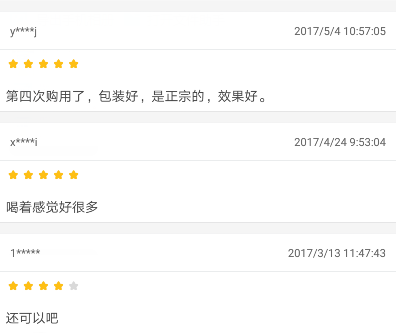 y****j 2017/5/4 10:57:05
第四次购用了，包装好，是正宗的，效果好。
x****i 2017/4/24 9:53:04
喝着感觉好很多
1***** 2017/3/13 11:47:43
还可以吧